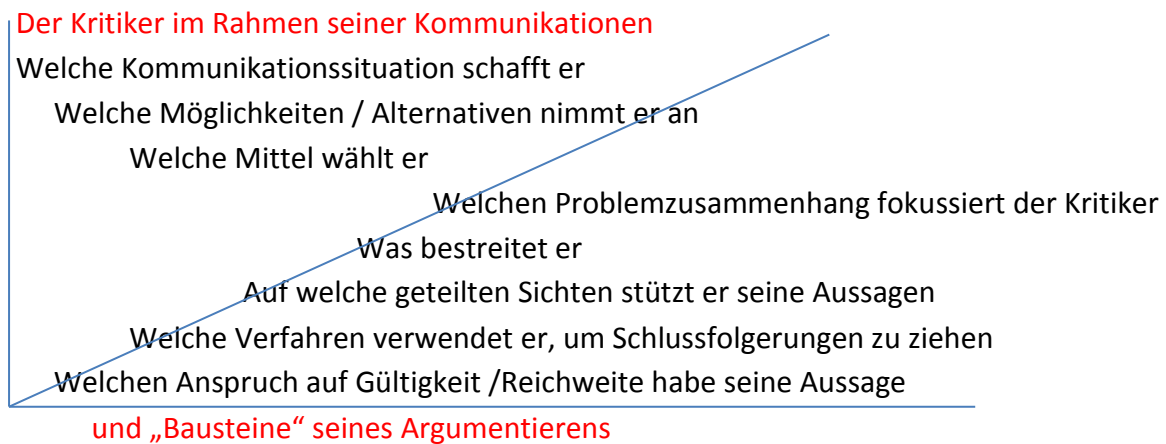 Der Kritiker im Rahmen seiner Kommunikationen
Welche Kommunikationssituation schafft er
Welche Möglichkeiten / Alternativen nimmt er an
Welche Mittel wählt er
Welchen Problemzusammenhang fokussiert der Kritiker
Was bestreitet er
Auf welche geteilten Sichten stützt er seine Aussagen
Welche Verfahren verwendet er, um Schlussfolgerungen zu ziehen
Welchen Anspruch auf Gültigkeit /Reichweite habe seine Aussage
und „Bausteine“ seines Argumentierens